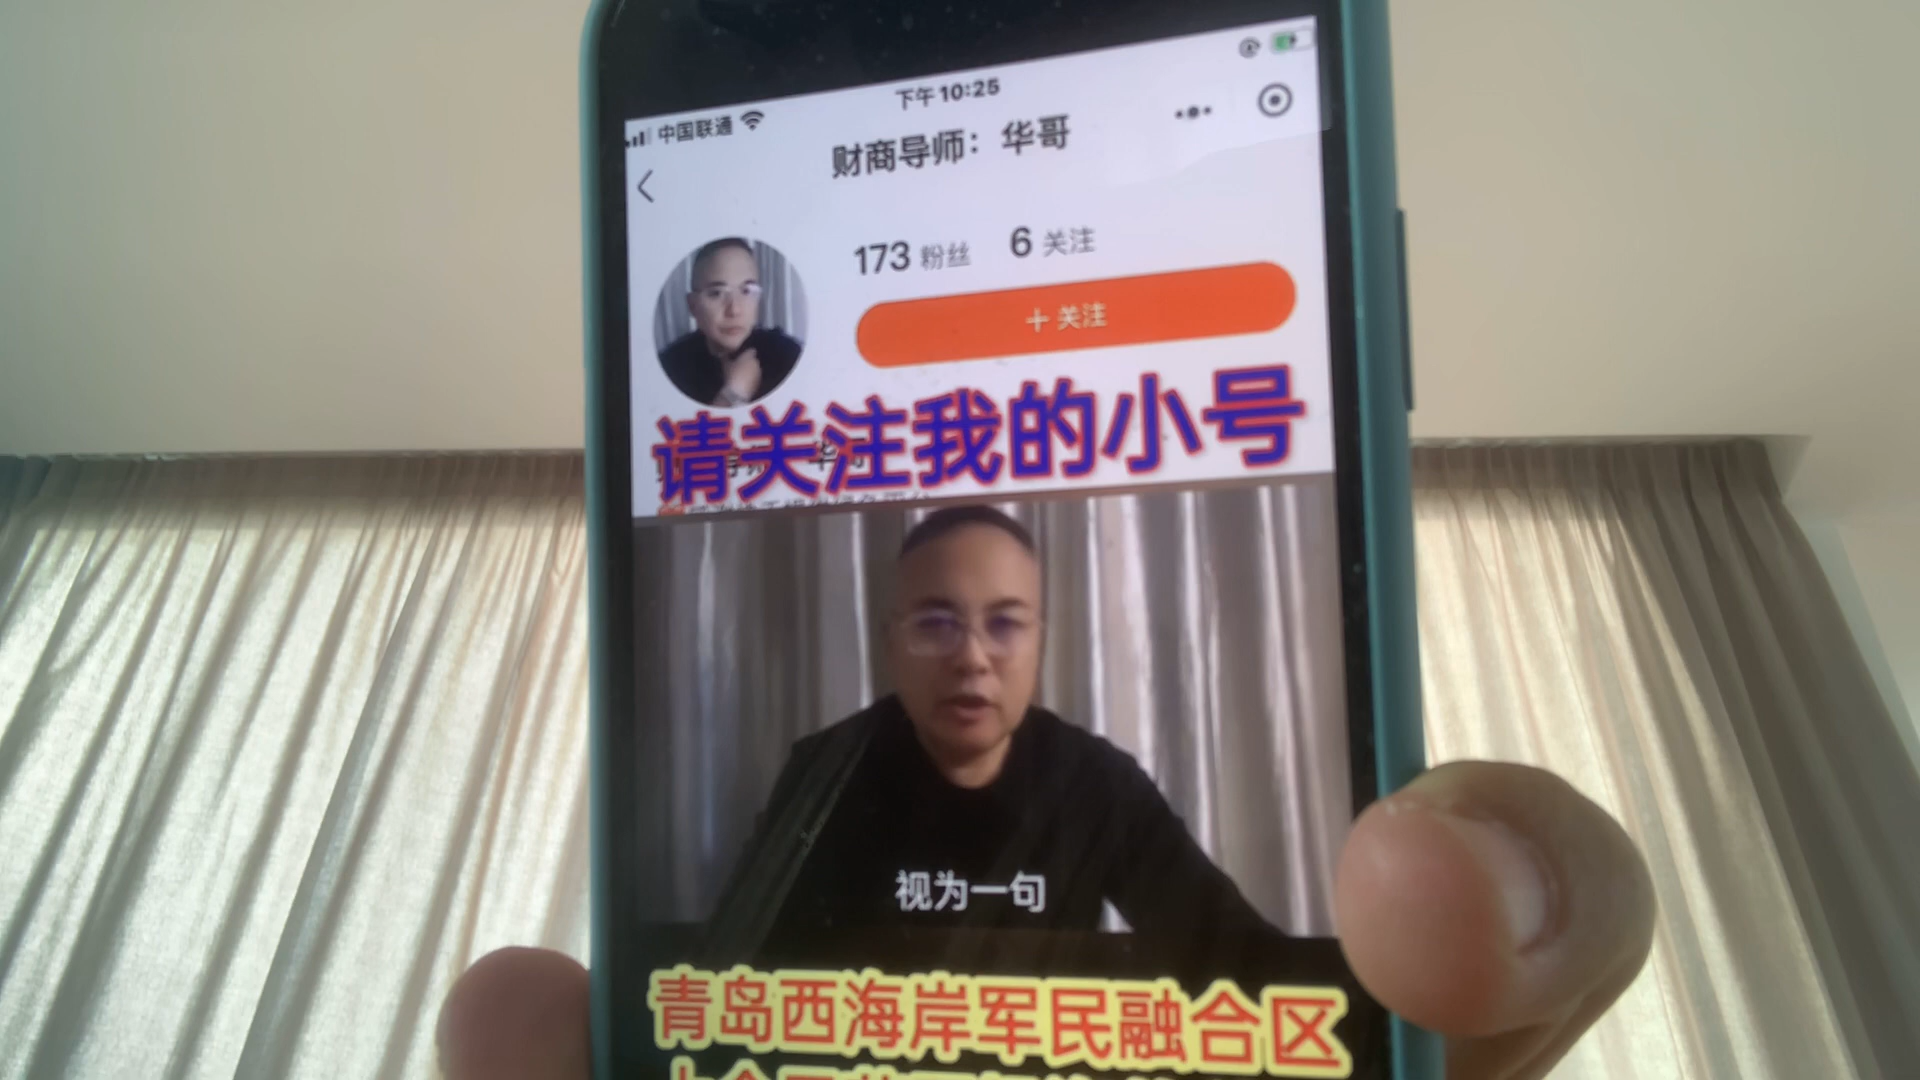 下午10:25
中国联通
财商导师：华哥
173 粉丝 6 关注
＋关注
请关注我的小号
视为一句
青岛西海岸军民融合区